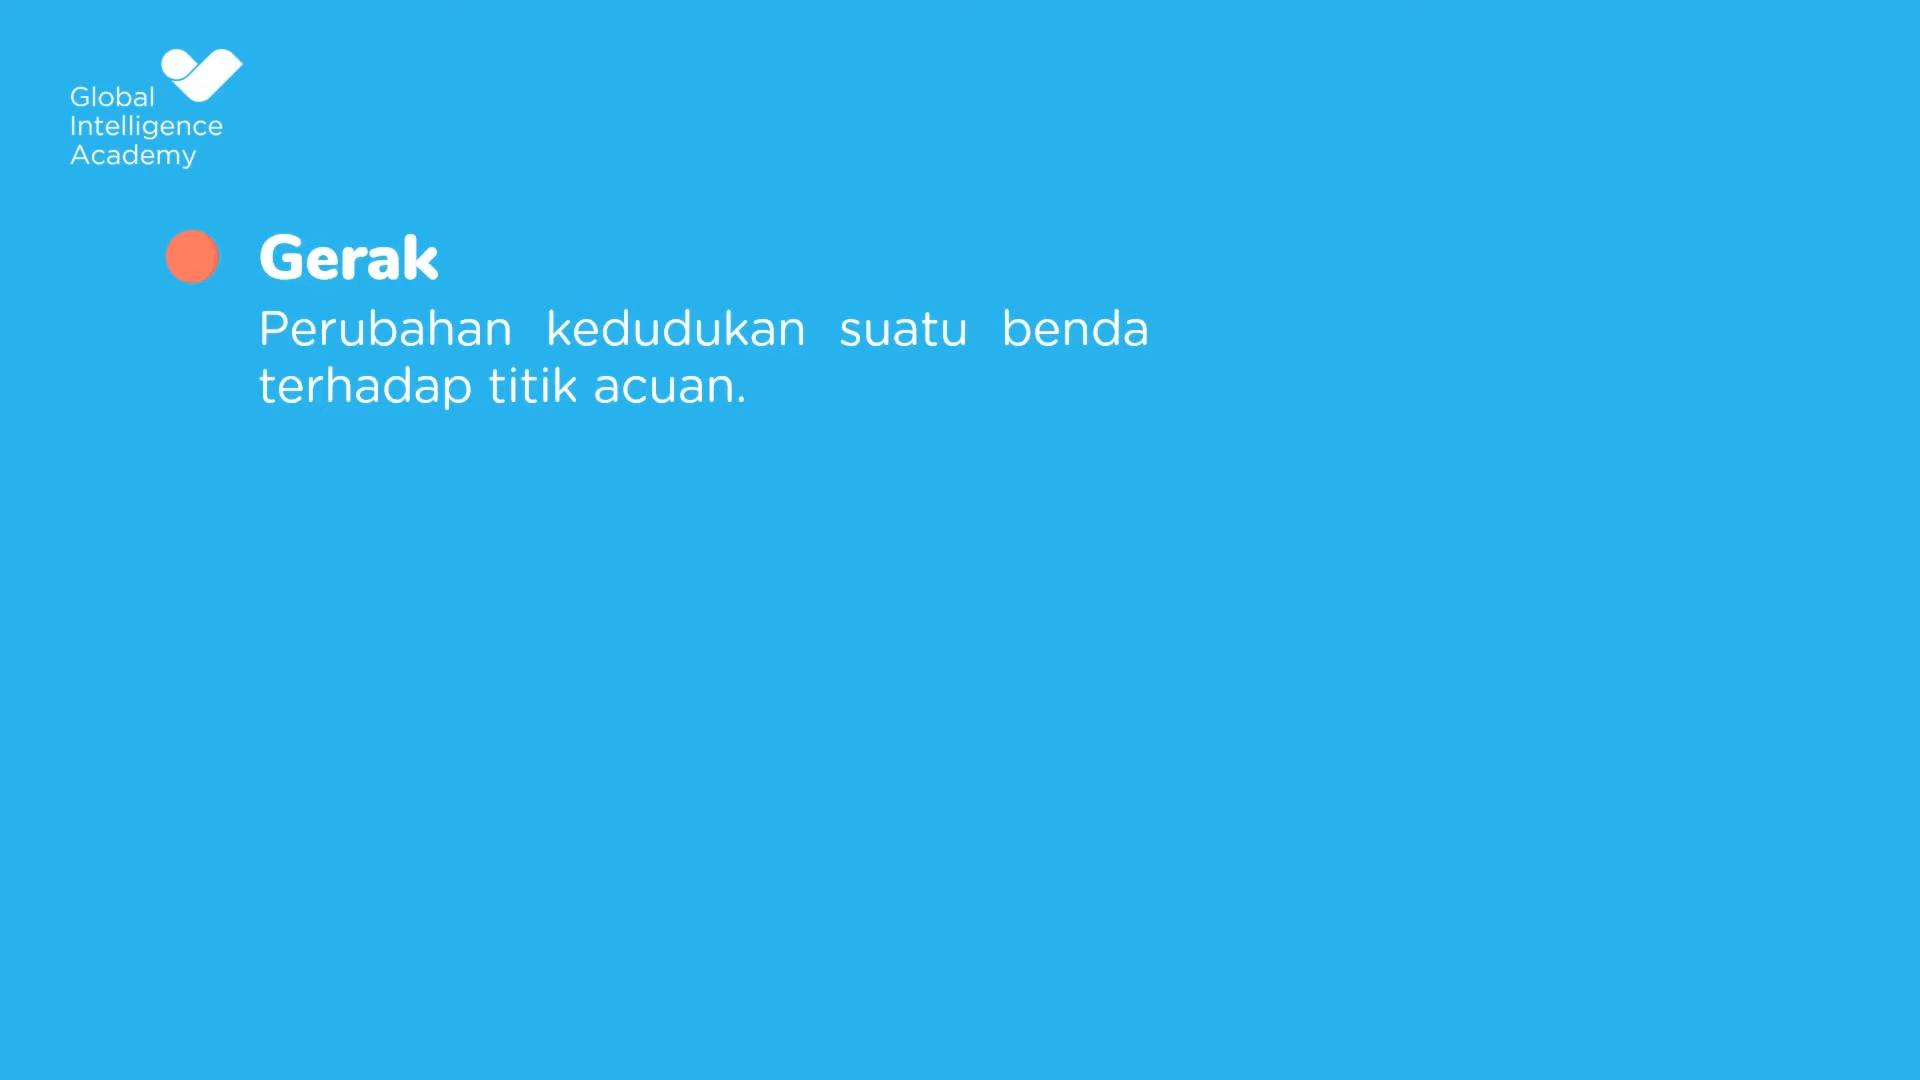 Global
Intelligence
Academy
Gerak
Perubahan kedudukan suatu benda
terhadap titik acuan.